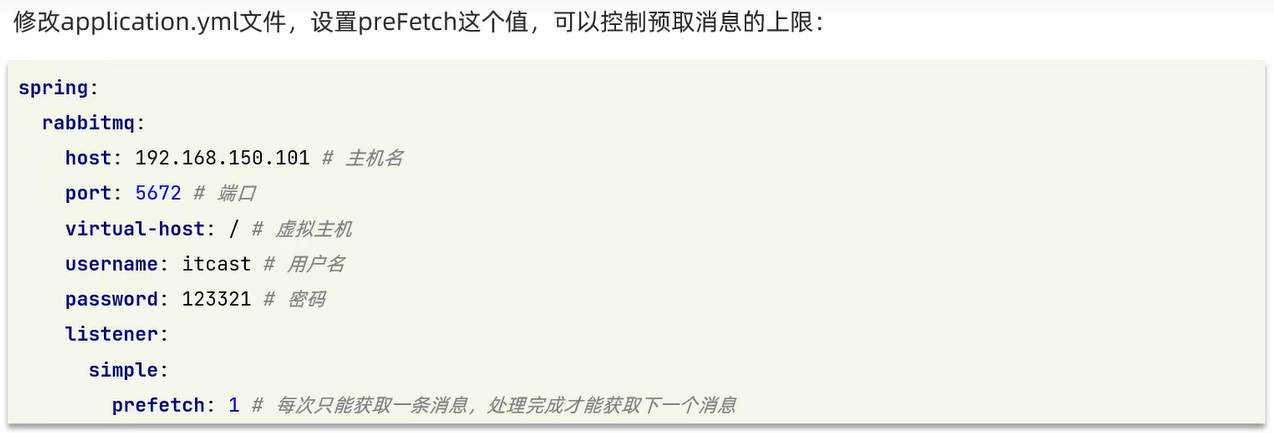 修改application.yml文件，设置preFetch这个值，可以控制预取消息的上限：
spring:
  rabbitmq:
    host: 192.168.150.101 # 主机名
    port: 5672 # 端口
    virtual-host: / # 虚拟主机
    username: itcast # 用户名
    password: 123321 # 密码
    listener:
      simple:
        prefetch: 1 # 每次只能获取一条消息，处理完成才能获取下一个消息